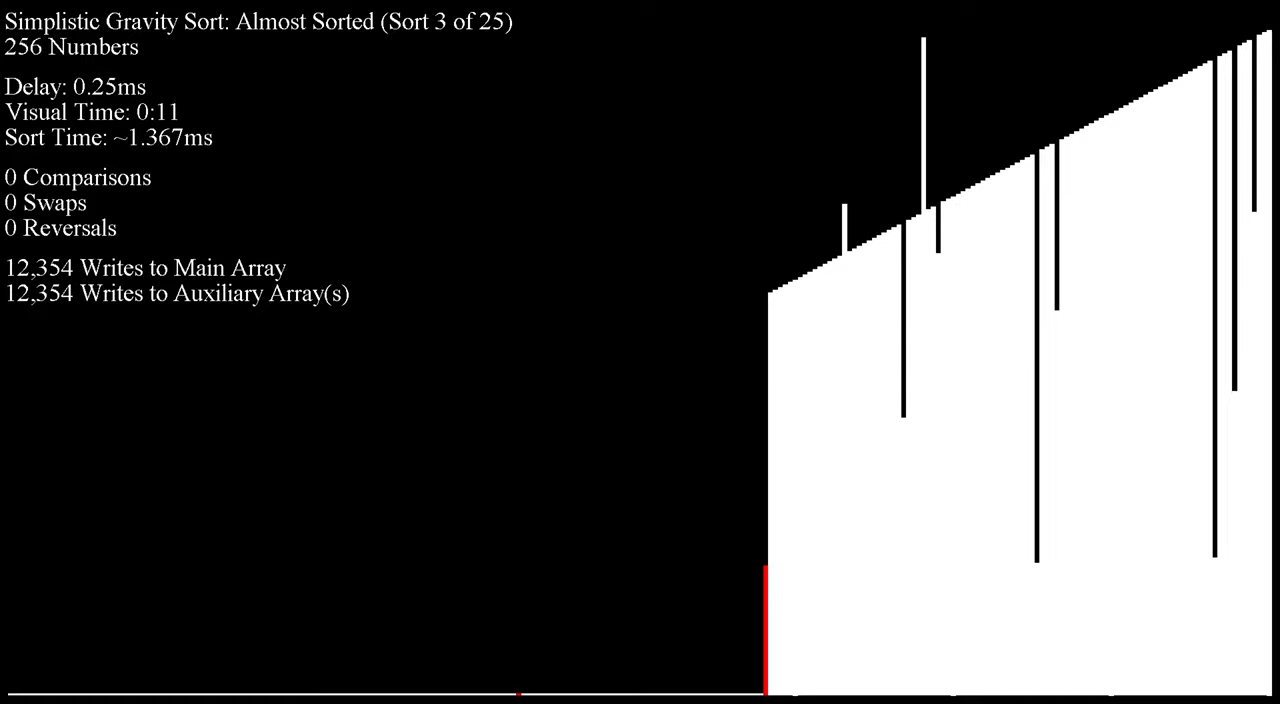 Simplistic Gravity Sort: Almost Sorted (Sort 3 of 25)
256 Numbers
Delay: 0.25ms
Visual Time: 0:11
Sort Time: ~1.367ms
0 Comparisons
0 Swaps
0 Reversals
12,354 Writes to Main Array
12,354 Writes to Auxiliary Array(s)